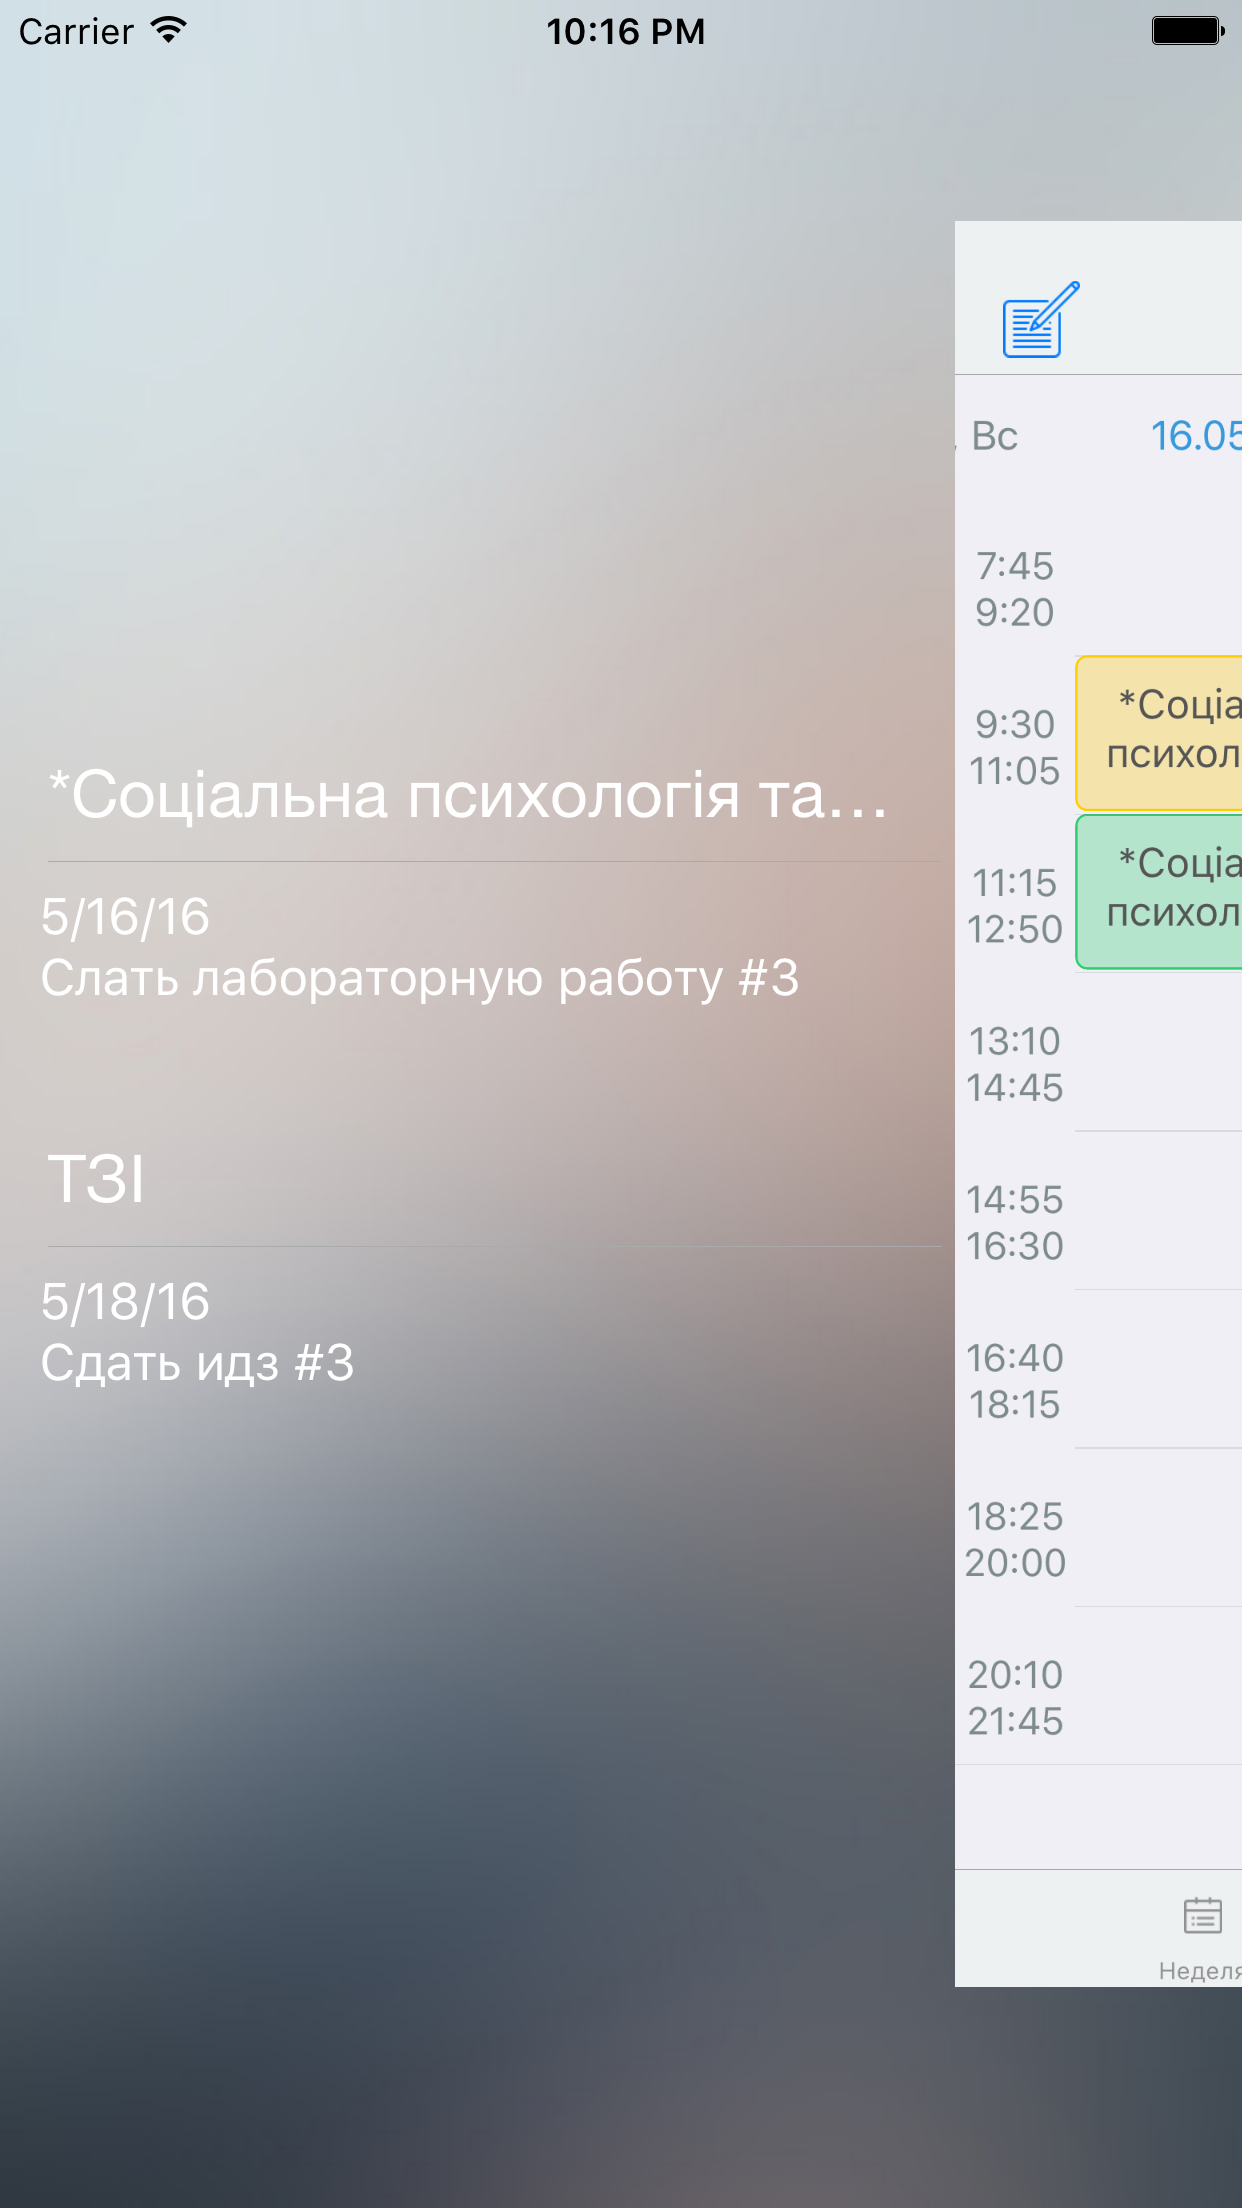 Carrier
10:16 PM
*Соціальна психологія та...
5/16/16
Слать лабораторную работу #3
ТЗІ
5/18/16
Сдать идз #3
, Вс
16.05
7:45
9:20
9:30
11:05
*Соціа
психол
11:15
12:50
*Соціа
психол
13:10
14:45
14:55
16:30
16:40
18:15
18:25
20:00
20:10
21:45
Неделя